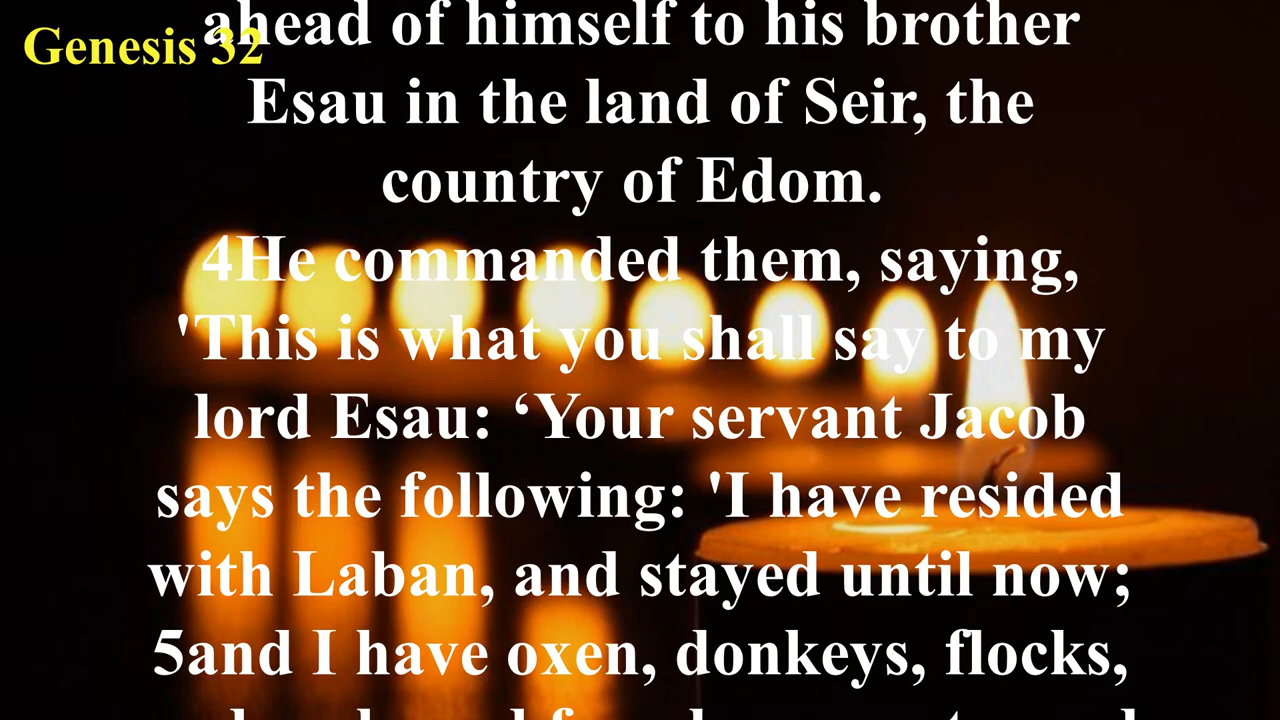 Genesis 32
ahead of himself to his brother
Esau in the land of Seir, the
country of Edom.
4He commanded them, saying,
'This is what you shall say to my
lord Esau: ‘Your servant Jacob
says the following: 'I have resided
with Laban, and stayed until now;
5and I have oxen, donkeys, flocks,